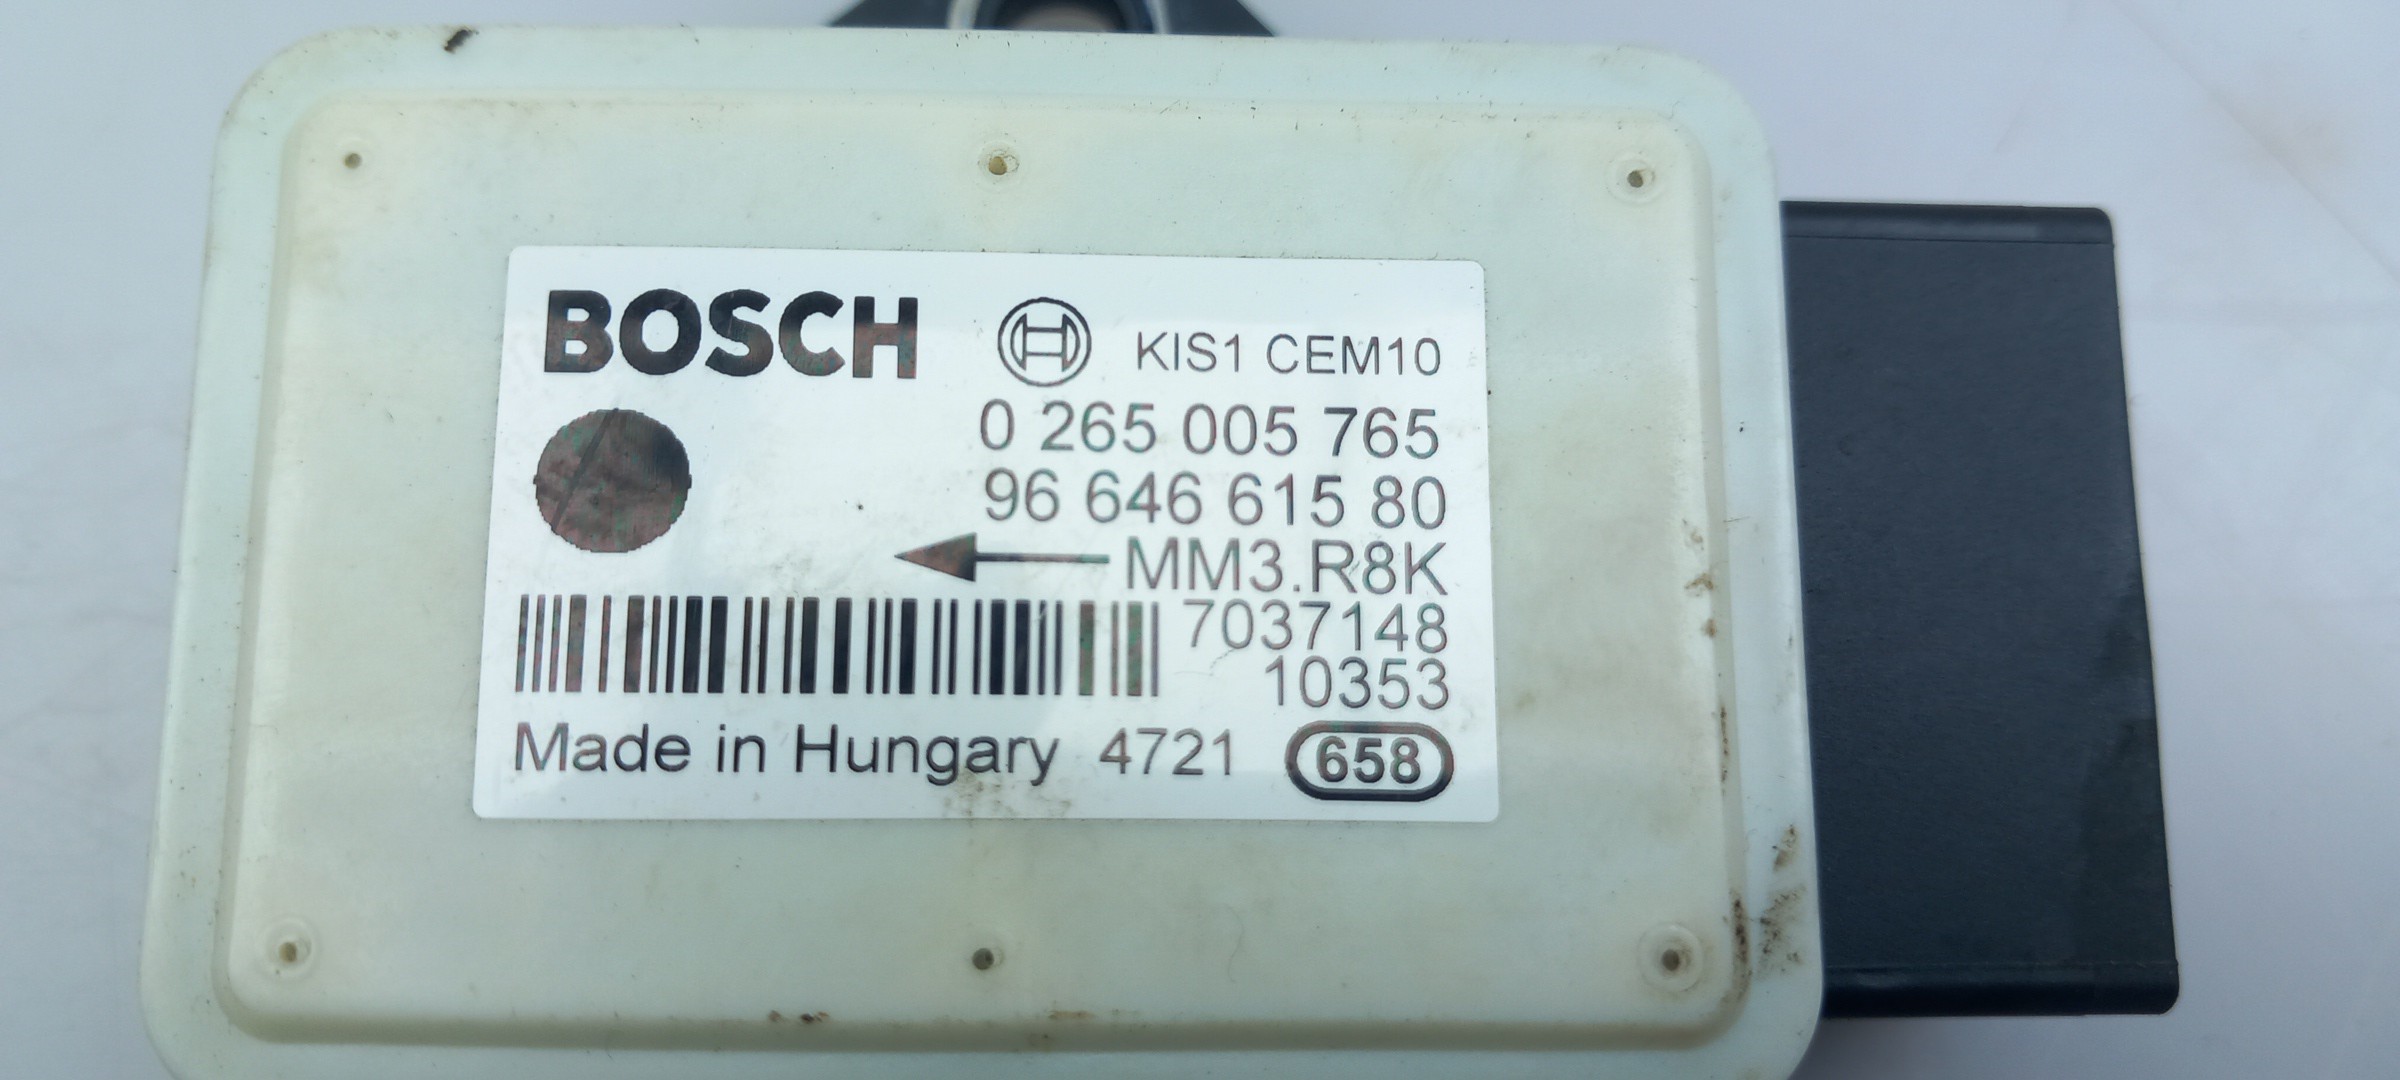 BOSCH KIS1 CEM10
0 265 005 765
96 646 615 80
MM3.R8K
7037148
10353
Made in Hungary 4721 658